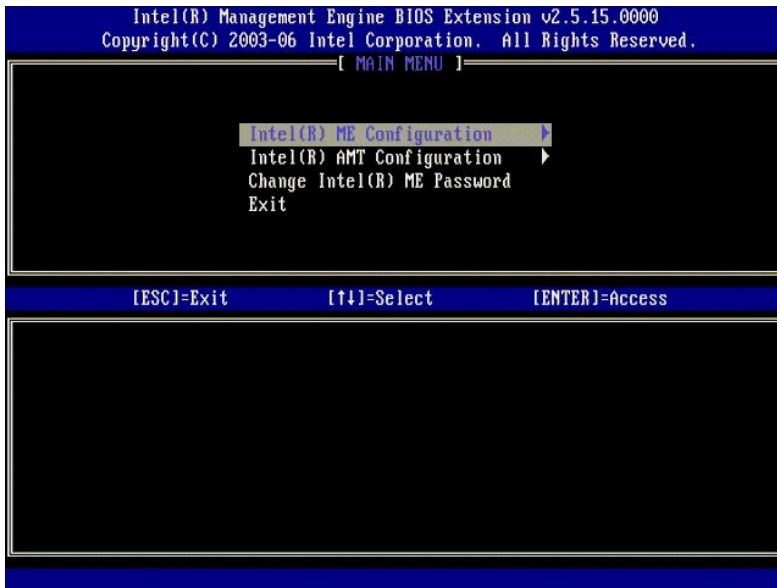 Intel(R) Management Engine BIOS Extension v2.5.15.0000
Copyright(C) 2003-06 Intel Corporation. All Rights Reserved.
[ MAIN MENU ]
Intel(R) ME Configuration ►
Intel(R) AMT Configuration ►
Change Intel(R) ME Password
Exit
[ESC]=Exit [↑↓]=Select [ENTER]=Access